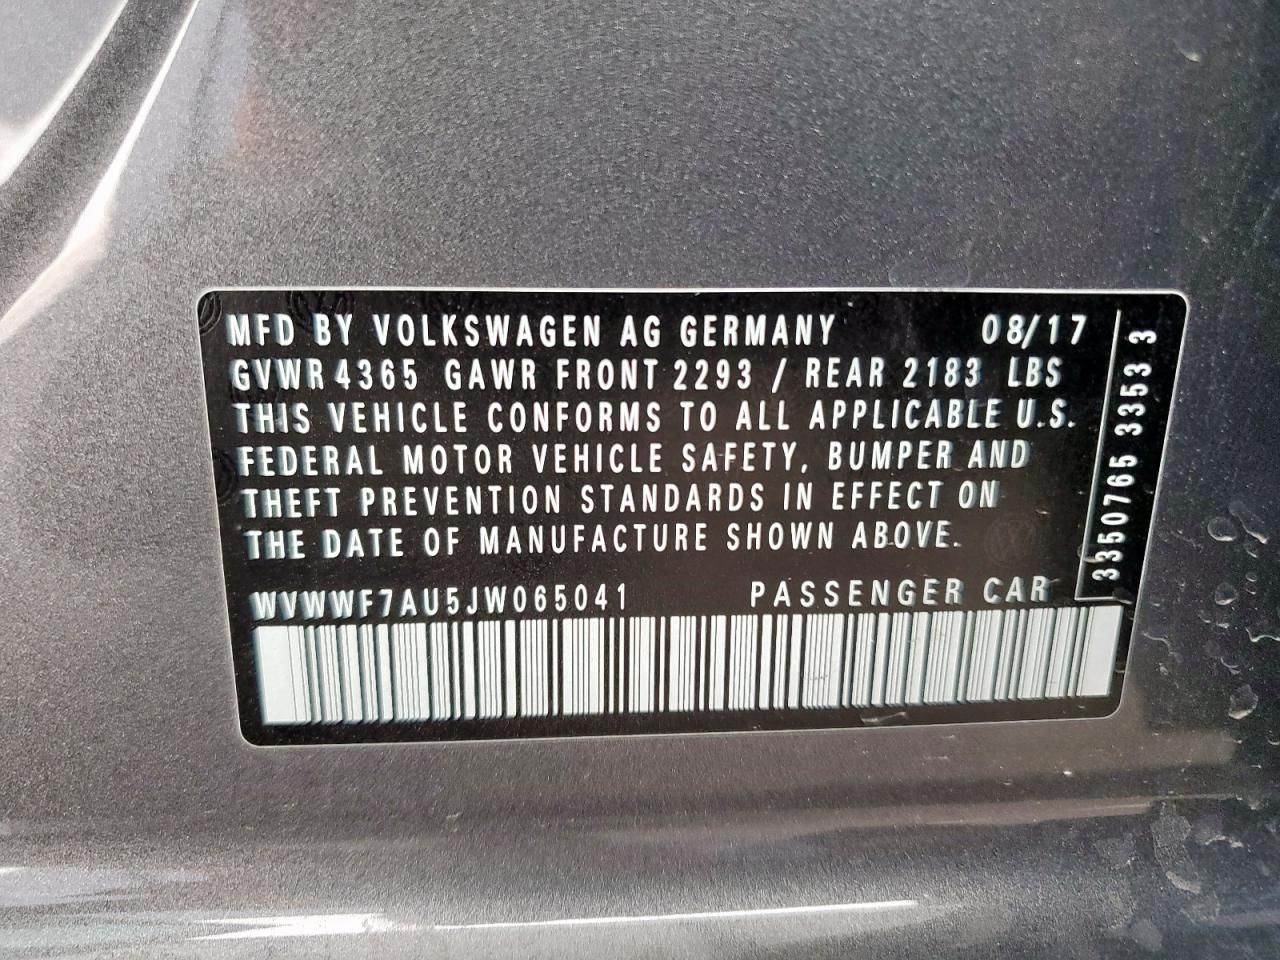 MFD BY VOLKSWAGEN AG GERMANY 08/17
GVWR 4365 GAWR FRONT 2293 / REAR 2183 LBS
THIS VEHICLE CONFORMS TO ALL APPLICABLE U.S.
FEDERAL MOTOR VEHICLE SAFETY, BUMPER AND
THEFT PREVENTION STANDARDS IN EFFECT ON
THE DATE OF MANUFACTURE SHOWN ABOVE.
WVWWF7AU5JW065041 PASSENGER CAR
3350765 3353 3